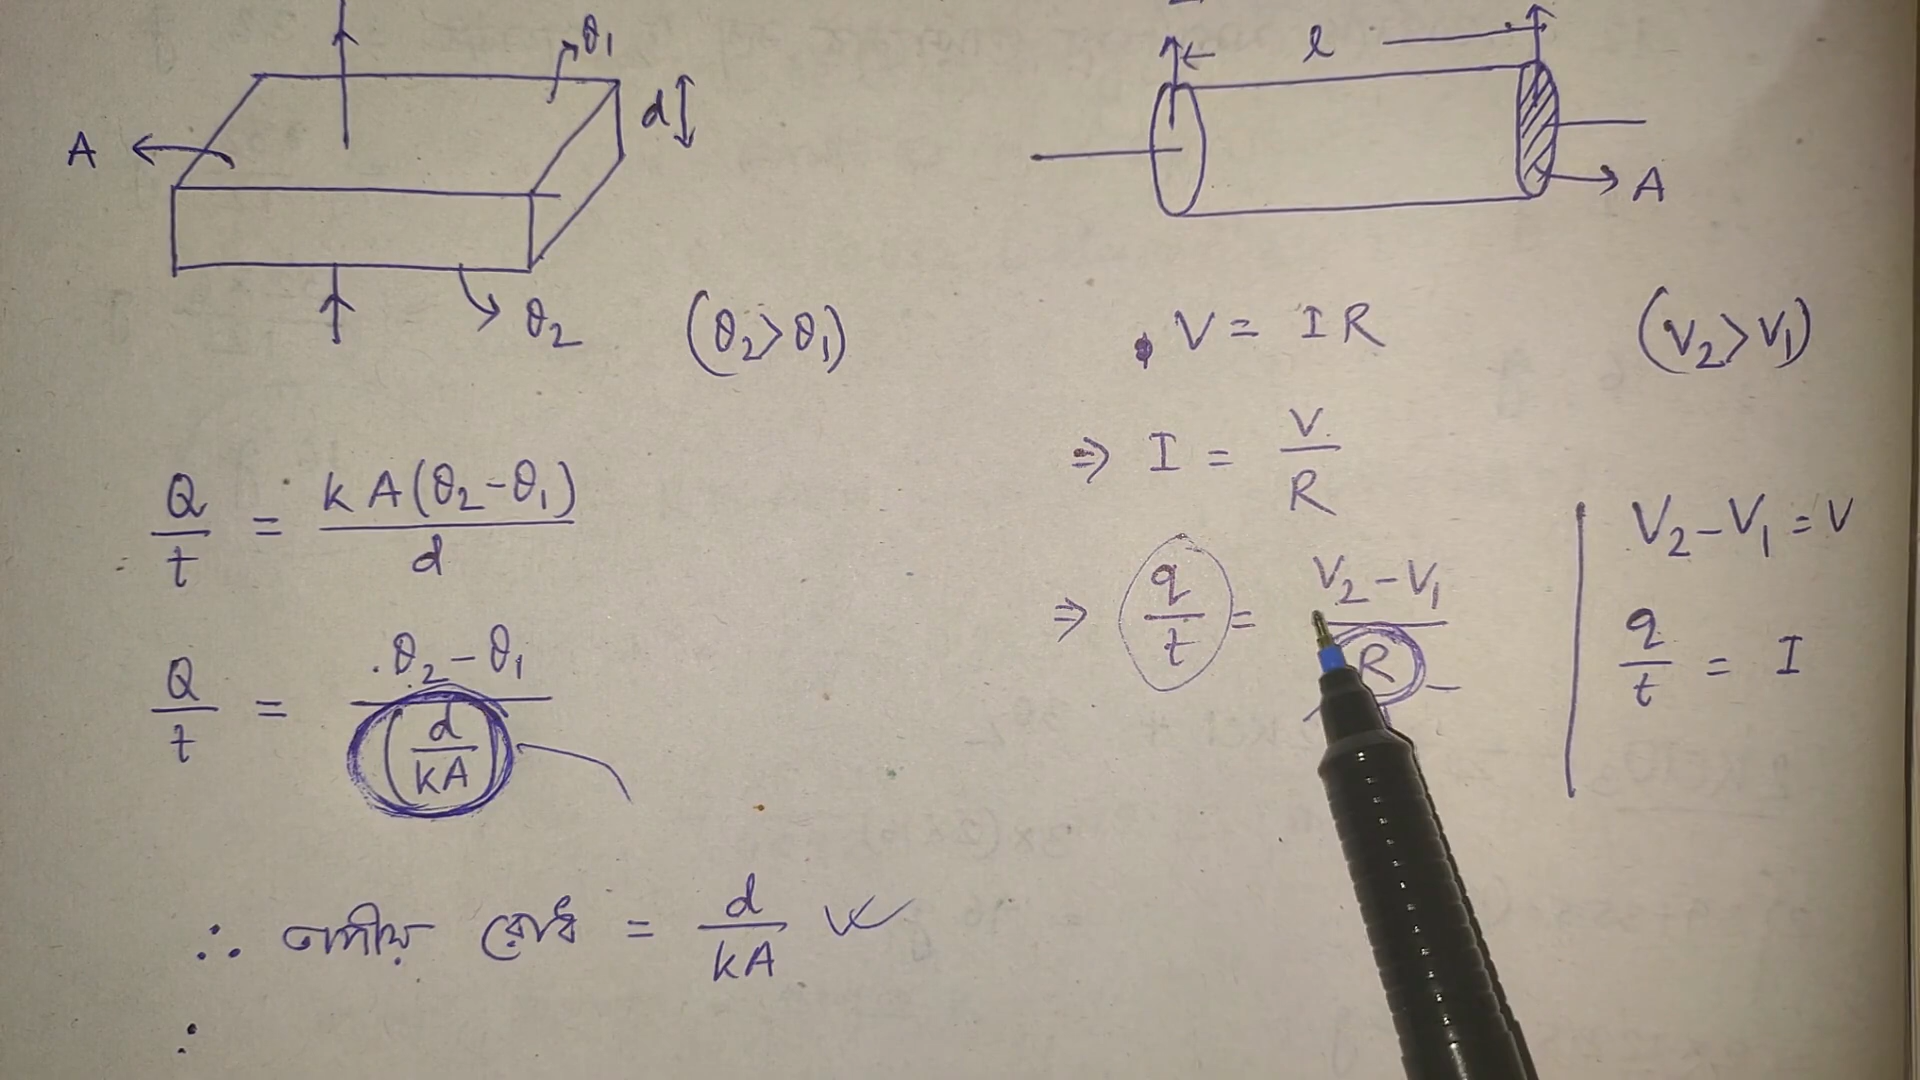 θ₁
d
A
θ₂
(θ₂>θ₁)
Q/t = kA(θ₂-θ₁)/d
Q/t = θ₂-θ₁/(d/kA)
∴ তাপীয় রোধ = d/kA
∴
l
A
V = IR
(V₂>V₁)
⇒ I = V/R
⇒ q/t = V₂-V₁/R
V₂-V₁=V
q/t = I